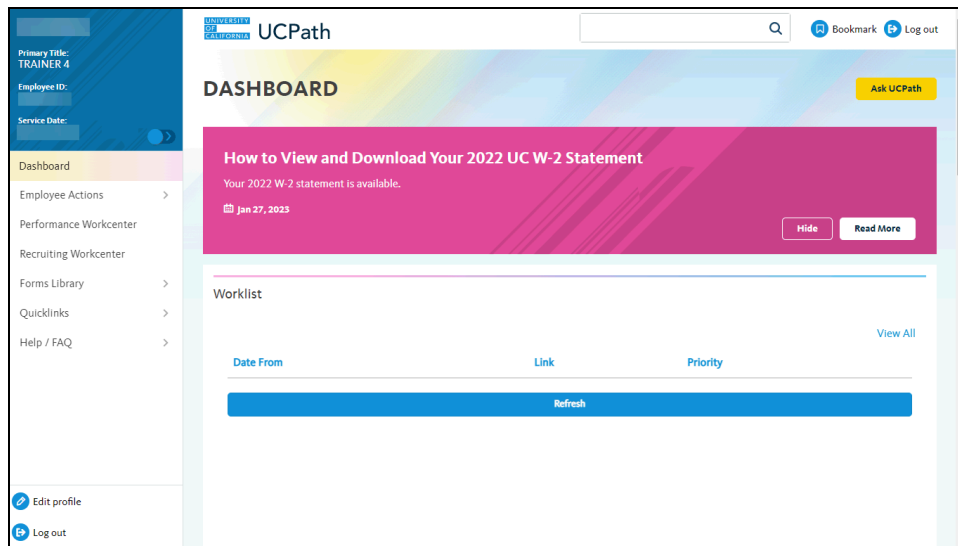 Primary Title:
TRAINER 4
Employee ID:
Service Date:
Dashboard
Employee Actions
Performance Workcenter
Recruiting Workcenter
Forms Library
Quicklinks
Help / FAQ
Edit profile
Log out
UNIVERSITY
OF
CALIFORNIA
UCPath
Bookmark
Log out
DASHBOARD
Ask UCPath
How to View and Download Your 2022 UC W-2 Statement
Your 2022 W-2 statement is available.
Jan 27, 2023
Hide
Read More
Worklist
View All
Date From Link Priority
Refresh